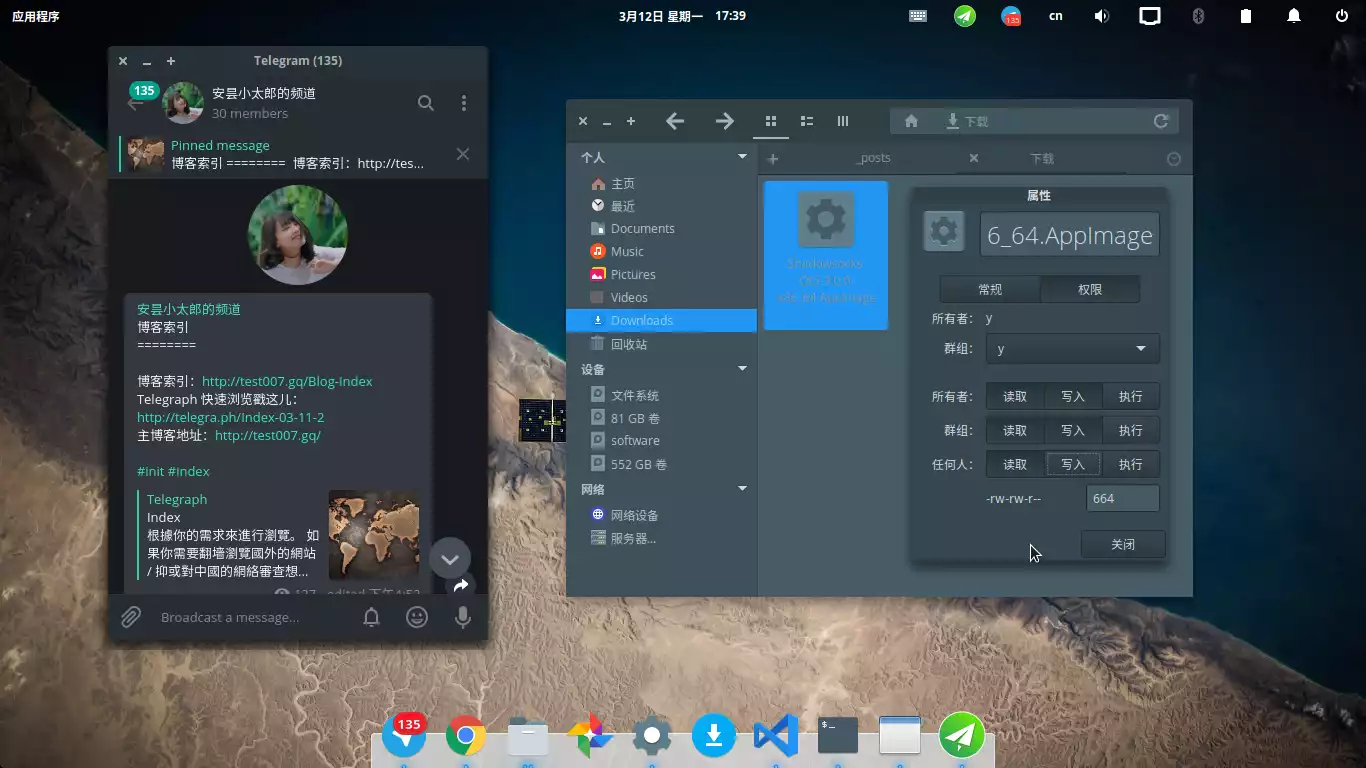 应用程序
3月12日 星期一 17:39
135
cn
Telegram (135)
135
安昙小太郎的频道
30 members
Pinned message
博客索引 ======== 博客索引：http://tes...
安昙小太郎的频道
博客索引
========
博客索引：http://test007.gq/Blog-Index
Telegraph 快速浏览戳这儿：
http://telegra.ph/Index-03-11-2
主博客地址：http://test007.gq/
#init #index
Telegraph
Index
根據你的需求來進行瀏覽。 如
果你需要翻墻瀏覽國外的網站
/ 抑或對中國的網絡審查想...
127 edited 下午4:52
Broadcast a message...
下载
个人
_posts
下载
主页
最近
Documents
Music
Pictures
Videos
Downloads
回收站
设备
文件系统
81 GB 卷
software
552 GB 卷
网络
网络设备
服务器...
Shadowsocks
x86_64.AppImage
属性
6_64.AppImage
常规
权限
所有者： y
群组： y
所有者： 读取 写入 执行
群组： 读取 写入 执行
任何人： 读取 写入 执行
-rw-rw-r-- 664
关闭
135
$_